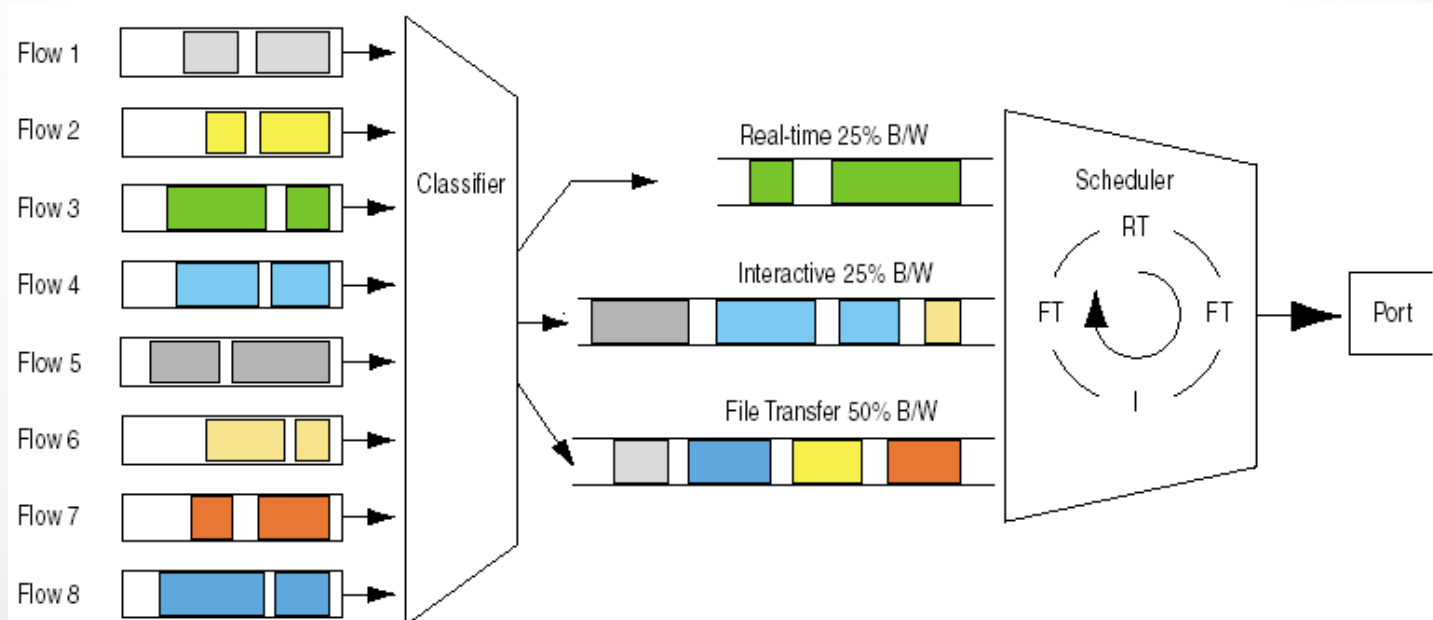 Flow 1
Flow 2
Flow 3
Flow 4
Flow 5
Flow 6
Flow 7
Flow 8
Classifier
Real-time 25% B/W
Interactive 25% B/W
File Transfer 50% B/W
Scheduler
RT
FT
FT
I
Port